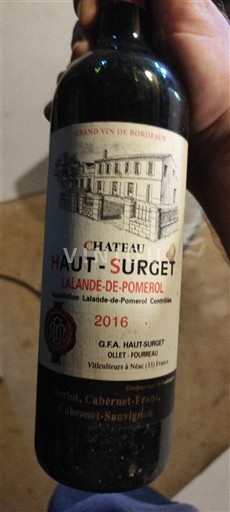 GRAND VIN DE BORDEAUX
CHATEAU
HAUT-SURGET
LALANDE-DE-POMEROL
Appellation Lalande-de-Pomerol Contrôlée
2016
G.F.A. HAUT-SURGET
OLLET - FOURREAU
Viticulteurs à Néac (33) France
Merlot, Cabernet-Franc,
Cabernet-Sauvignon